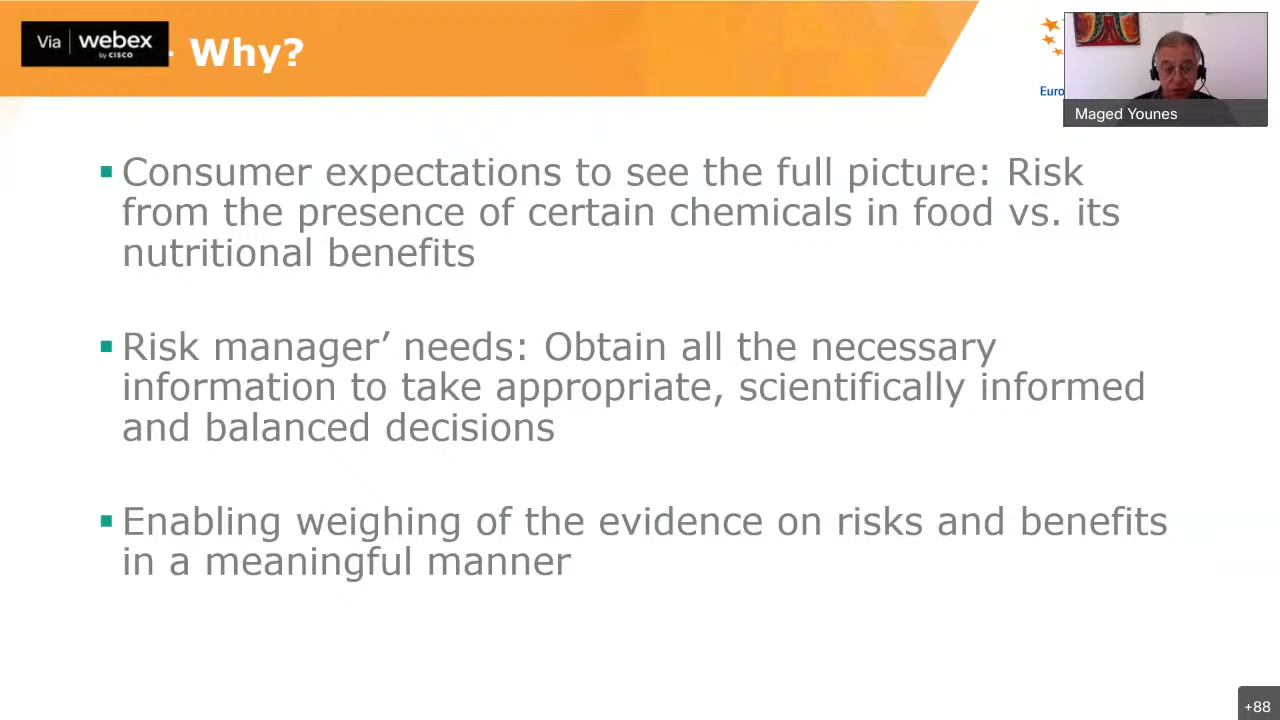 Via webex
by CISCO
Why?
Euro
Maged Younes
Consumer expectations to see the full picture: Risk
from the presence of certain chemicals in food vs. its
nutritional benefits
Risk manager’ needs: Obtain all the necessary
information to take appropriate, scientifically informed
and balanced decisions
Enabling weighing of the evidence on risks and benefits
in a meaningful manner
+88